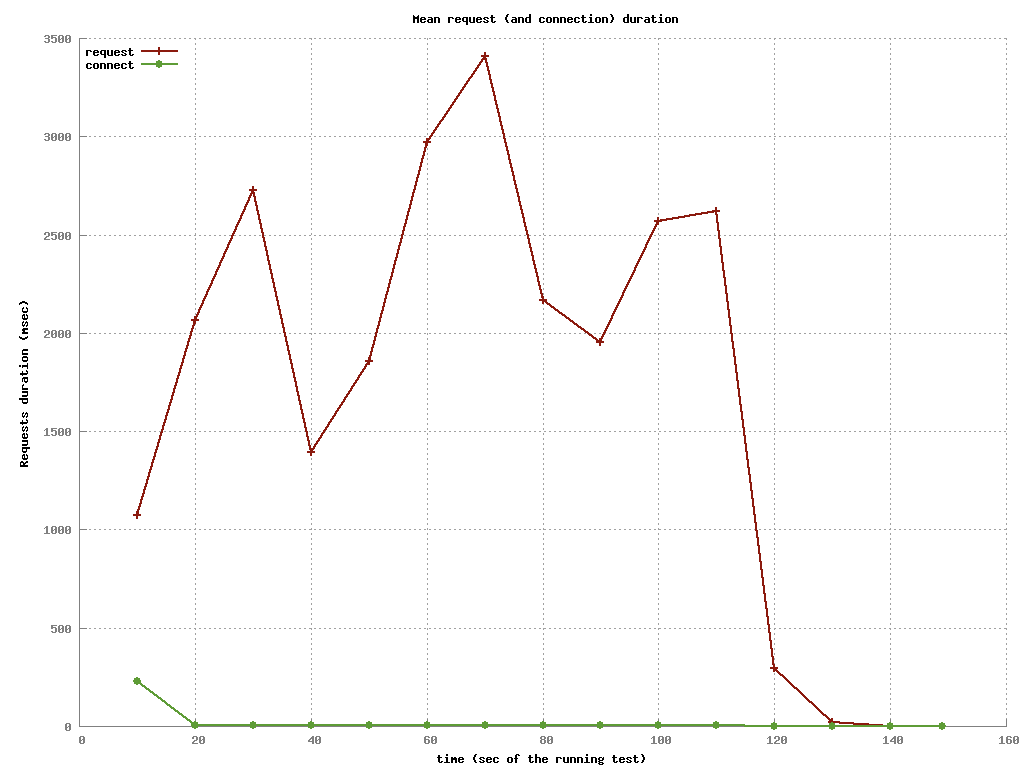 Mean request (and connection) duration
request
connect
3500
3000
2500
2000
1500
1000
500
0
Requests duration (msec)
0 20 40 60 80 100 120 140 160
time (sec of the running test)